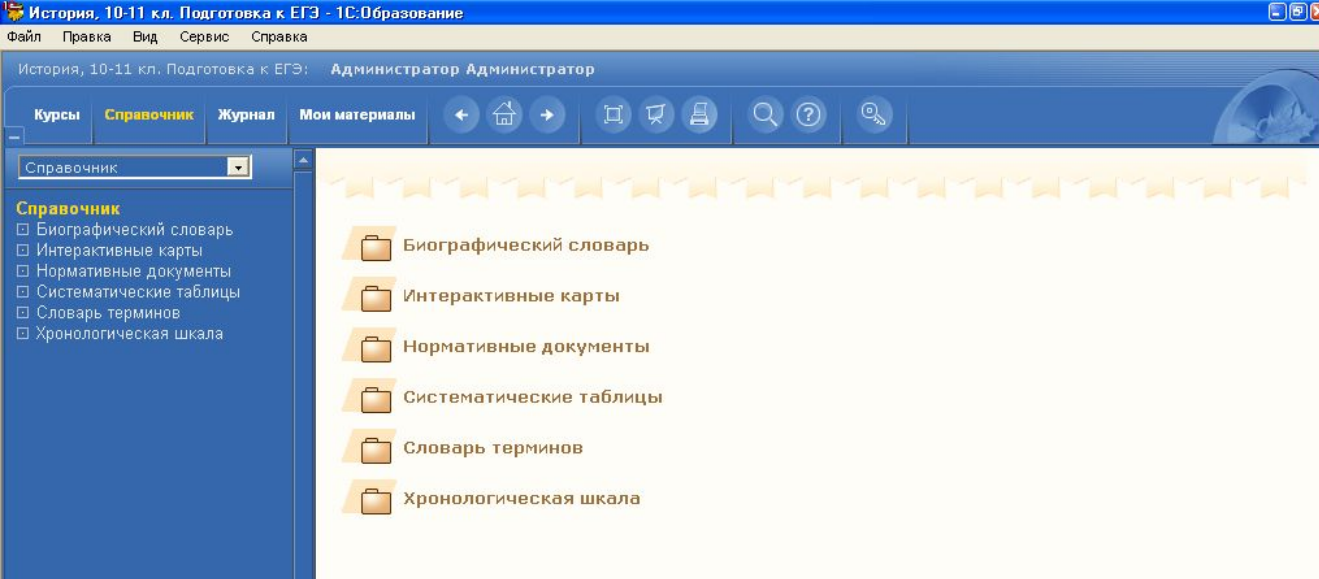 История, 10-11 кл. Подготовка к ЕГЭ - 1С:Образование
Файл Правка Вид Сервис Справка
История, 10-11 кл. Подготовка к ЕГЭ: Администратор Администратор
Курсы Справочник Журнал Мои материалы
Справочник
Справочник
Биографический словарь
Интерактивные карты
Нормативные документы
Систематические таблицы
Словарь терминов
Хронологическая шкала
Биографический словарь
Интерактивные карты
Нормативные документы
Систематические таблицы
Словарь терминов
Хронологическая шкала